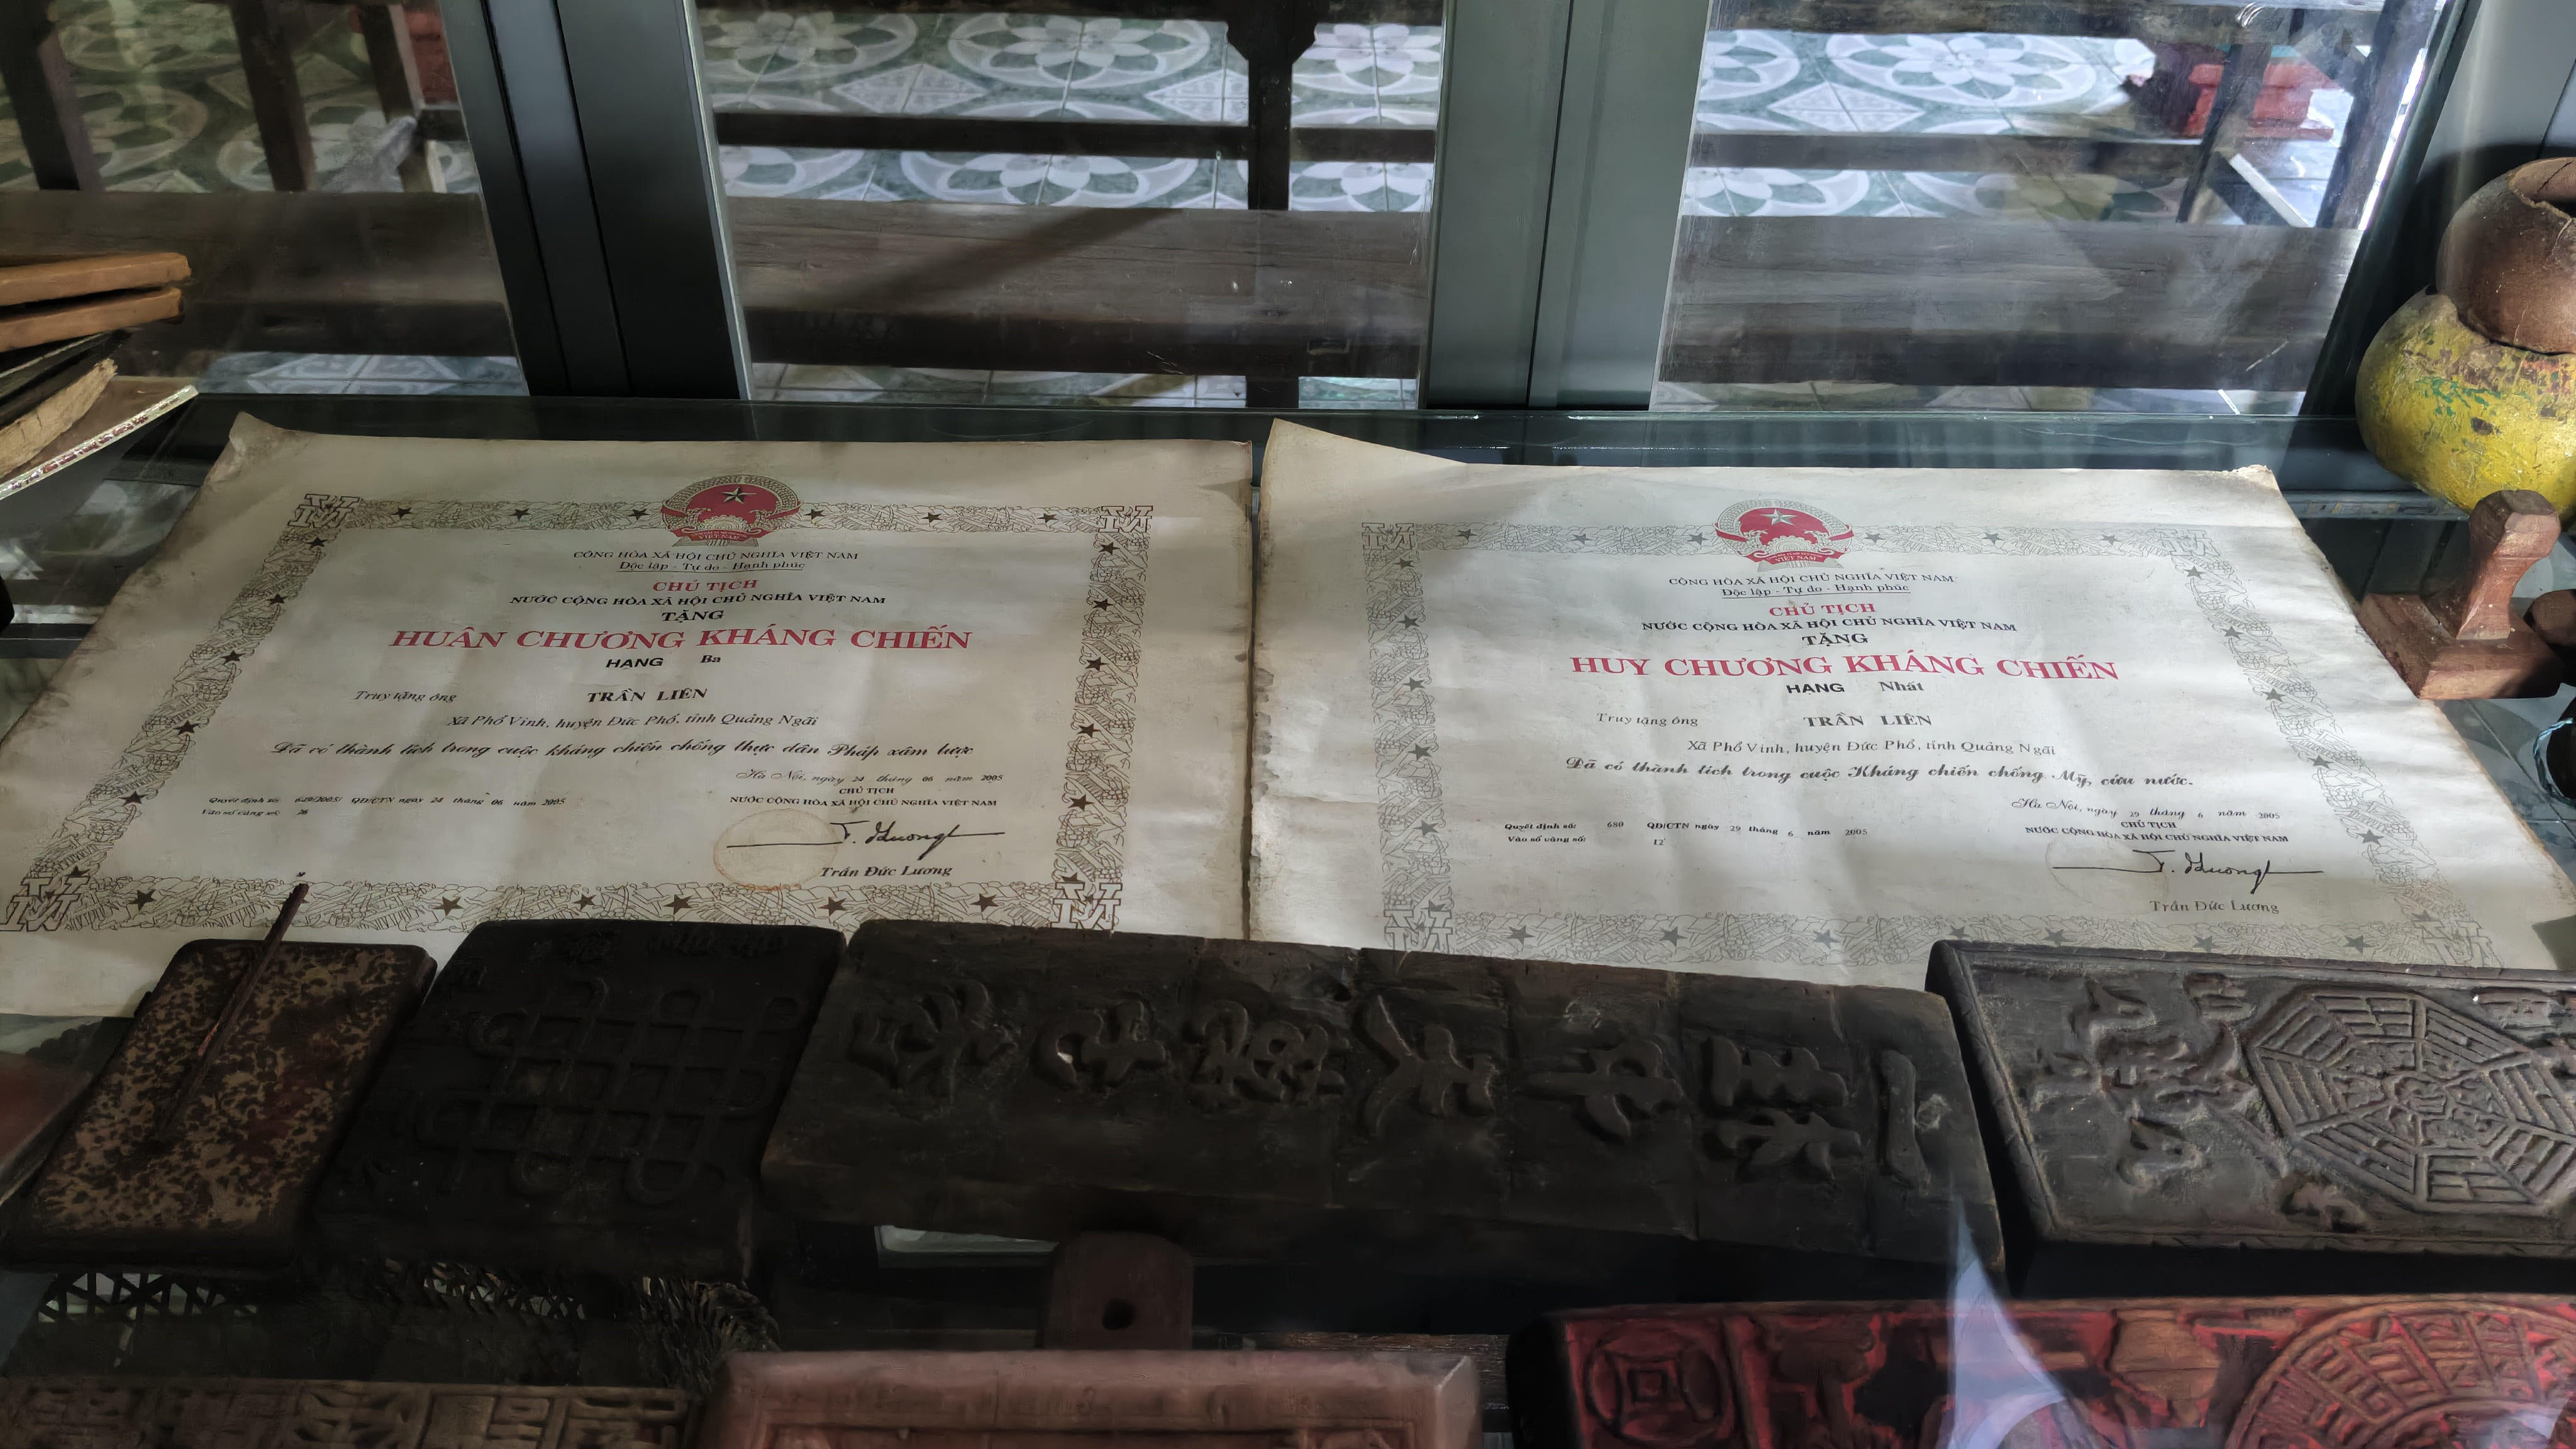 VIỆT NAM
CỘNG HÒA XÃ HỘI CHỦ NGHĨA VIỆT NAM
Độc lập - Tự do - Hạnh phúc
CHỦ TỊCH
NƯỚC CỘNG HÒA XÃ HỘI CHỦ NGHĨA VIỆT NAM
TẶNG
HUÂN CHƯƠNG KHÁNG CHIẾN
HẠNG Ba
Truy tặng ông TRẦN LIÊN
Xã Phổ Vinh, huyện Đức Phổ, tỉnh Quảng Ngãi
Đã có thành tích trong cuộc kháng chiến chống thực dân Pháp xâm lược
Hà Nội, ngày 24 tháng 06 năm 2005
CHỦ TỊCH
NƯỚC CỘNG HÒA XÃ HỘI CHỦ NGHĨA VIỆT NAM
Quyết định số: QĐ/CTN ngày 24 tháng 06 năm 2005
Vào sổ vàng số: 26
T. Lương
Trần Đức Lương
VIỆT NAM
CỘNG HÒA XÃ HỘI CHỦ NGHĨA VIỆT NAM
Độc lập - Tự do - Hạnh phúc
CHỦ TỊCH
NƯỚC CỘNG HÒA XÃ HỘI CHỦ NGHĨA VIỆT NAM
TẶNG
HUY CHƯƠNG KHÁNG CHIẾN
HẠNG Nhất
Truy tặng ông TRẦN LIÊN
Xã Phổ Vinh, huyện Đức Phổ, tỉnh Quảng Ngãi
Đã có thành tích trong cuộc Kháng chiến chống Mỹ, cứu nước.
Hà Nội, ngày 29 tháng 6 năm 2005
CHỦ TỊCH
NƯỚC CỘNG HÒA XÃ HỘI CHỦ NGHĨA VIỆT NAM
Quyết định số: 680 QĐ/CTN ngày 29 tháng 6 năm 2005
Vào sổ vàng số: 12
T. Lương
Trần Đức Lương